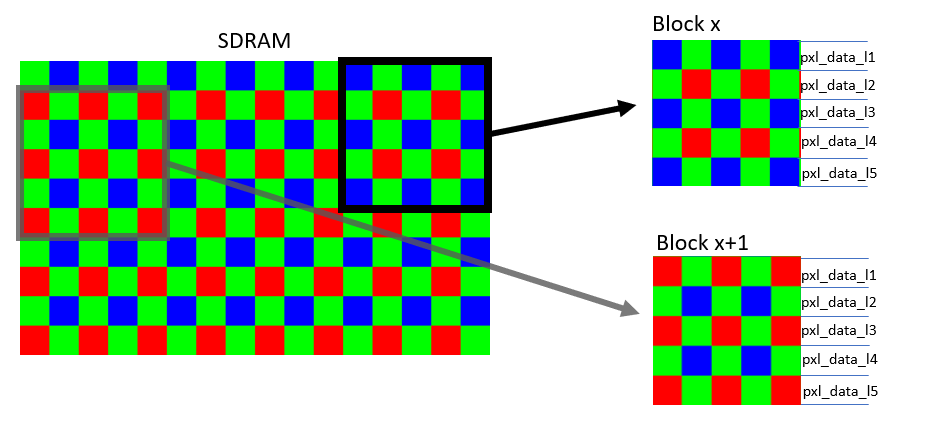 SDRAM
Block x
pxl_data_l1
pxl_data_l2
pxl_data_l3
pxl_data_l4
pxl_data_l5
Block x+1
pxl_data_l1
pxl_data_l2
pxl_data_l3
pxl_data_l4
pxl_data_l5